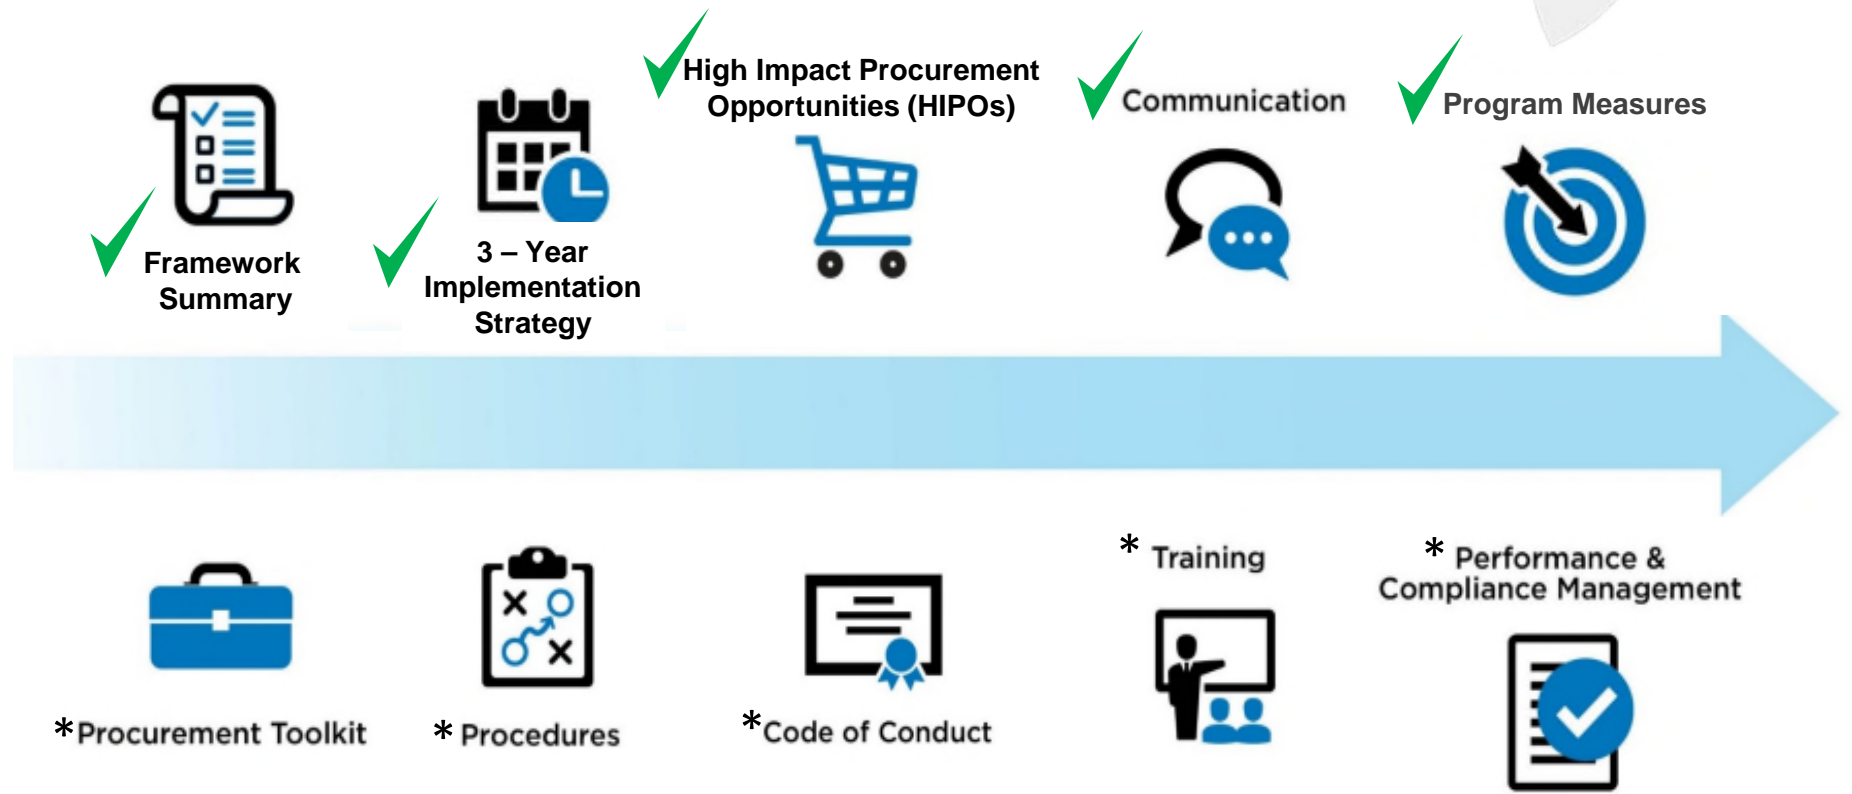 Framework
Summary
3 – Year
Implementation
Strategy
High Impact Procurement
Opportunities (HIPOs)
Communication
Program Measures
*Procurement Toolkit
* Procedures
*Code of Conduct
* Training
* Performance &
Compliance Management